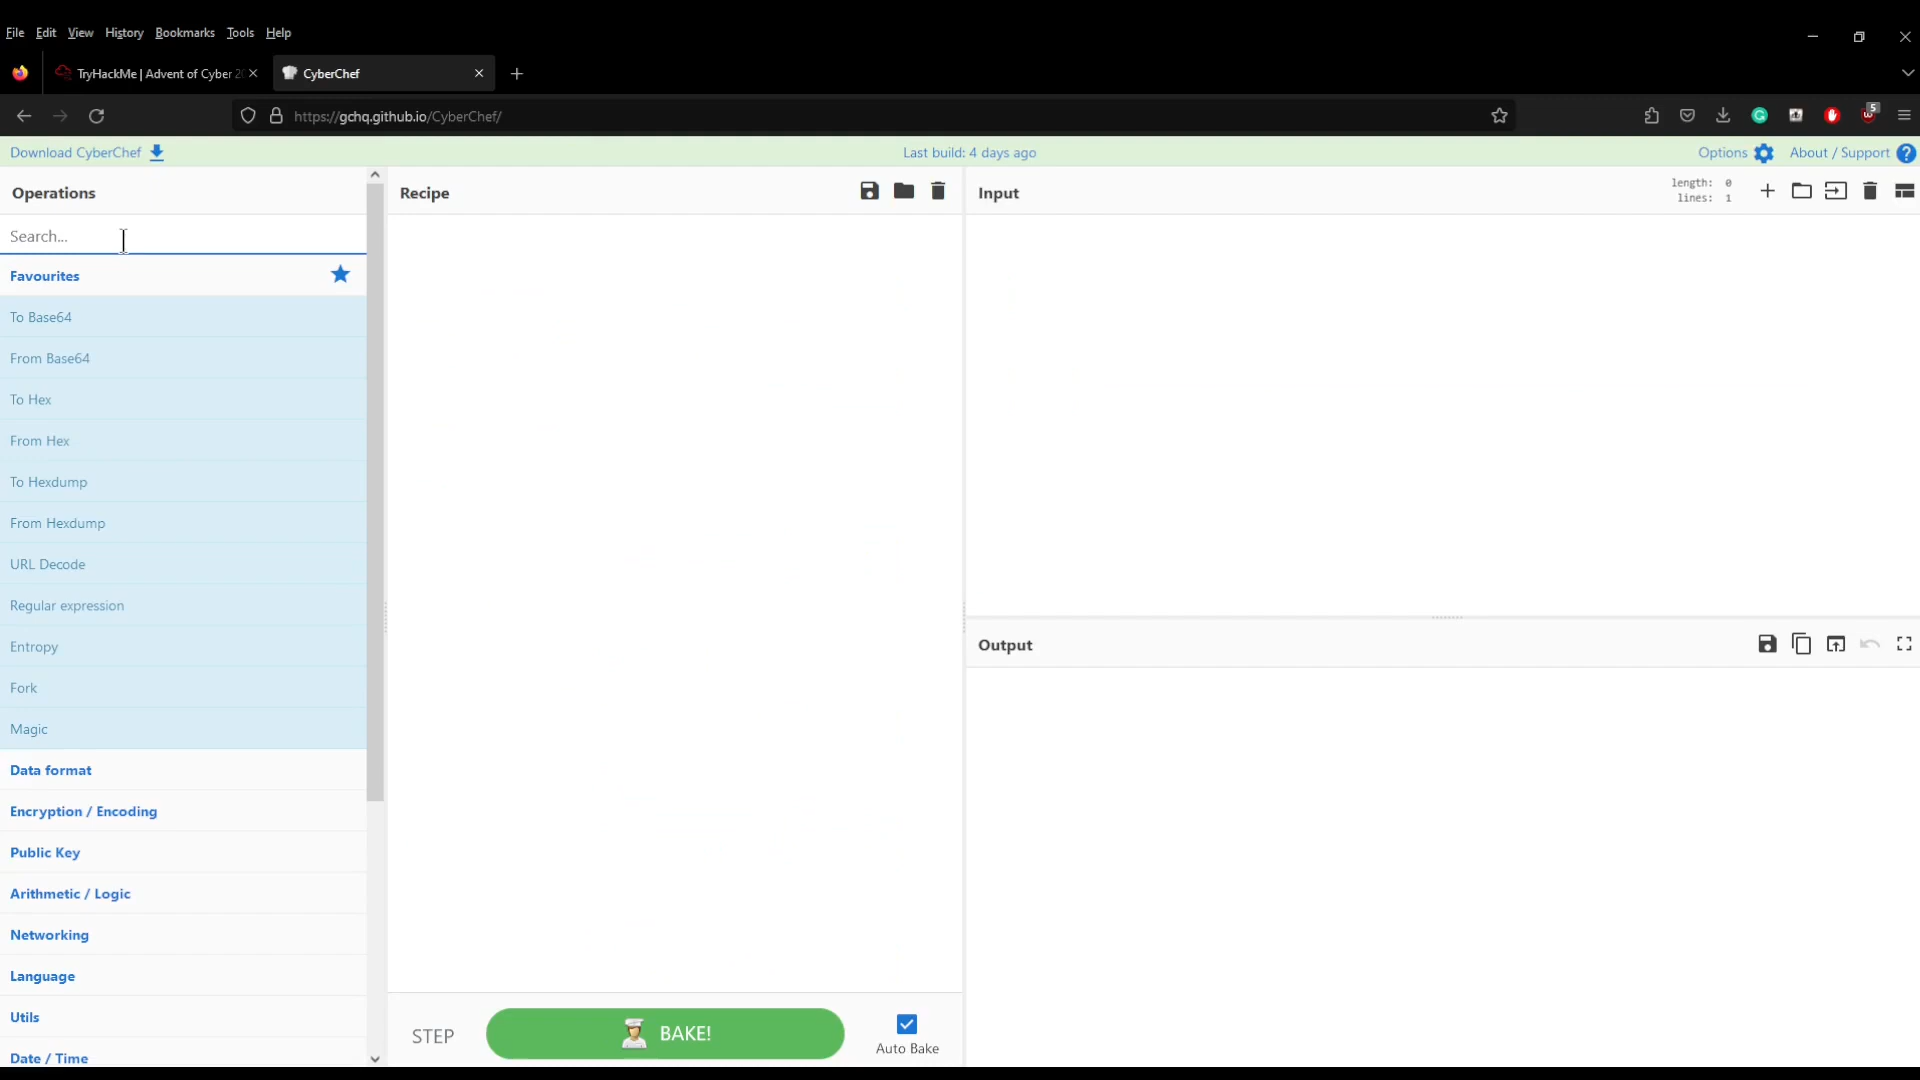 File Edit View History Bookmarks Tools Help
TryHackMe | Advent of Cyber 20
CyberChef
https://gchq.github.io/CyberChef/
5
Download CyberChef
Last build: 4 days ago
Options
About / Support
Operations
Recipe
Input
length: 0
lines: 1
Search...
Favourites
To Base64
From Base64
To Hex
From Hex
To Hexdump
From Hexdump
URL Decode
Regular expression
Entropy
Fork
Magic
Data format
Encryption / Encoding
Public Key
Arithmetic / Logic
Networking
Language
Utils
Date / Time
Output
STEP
BAKE!
Auto Bake